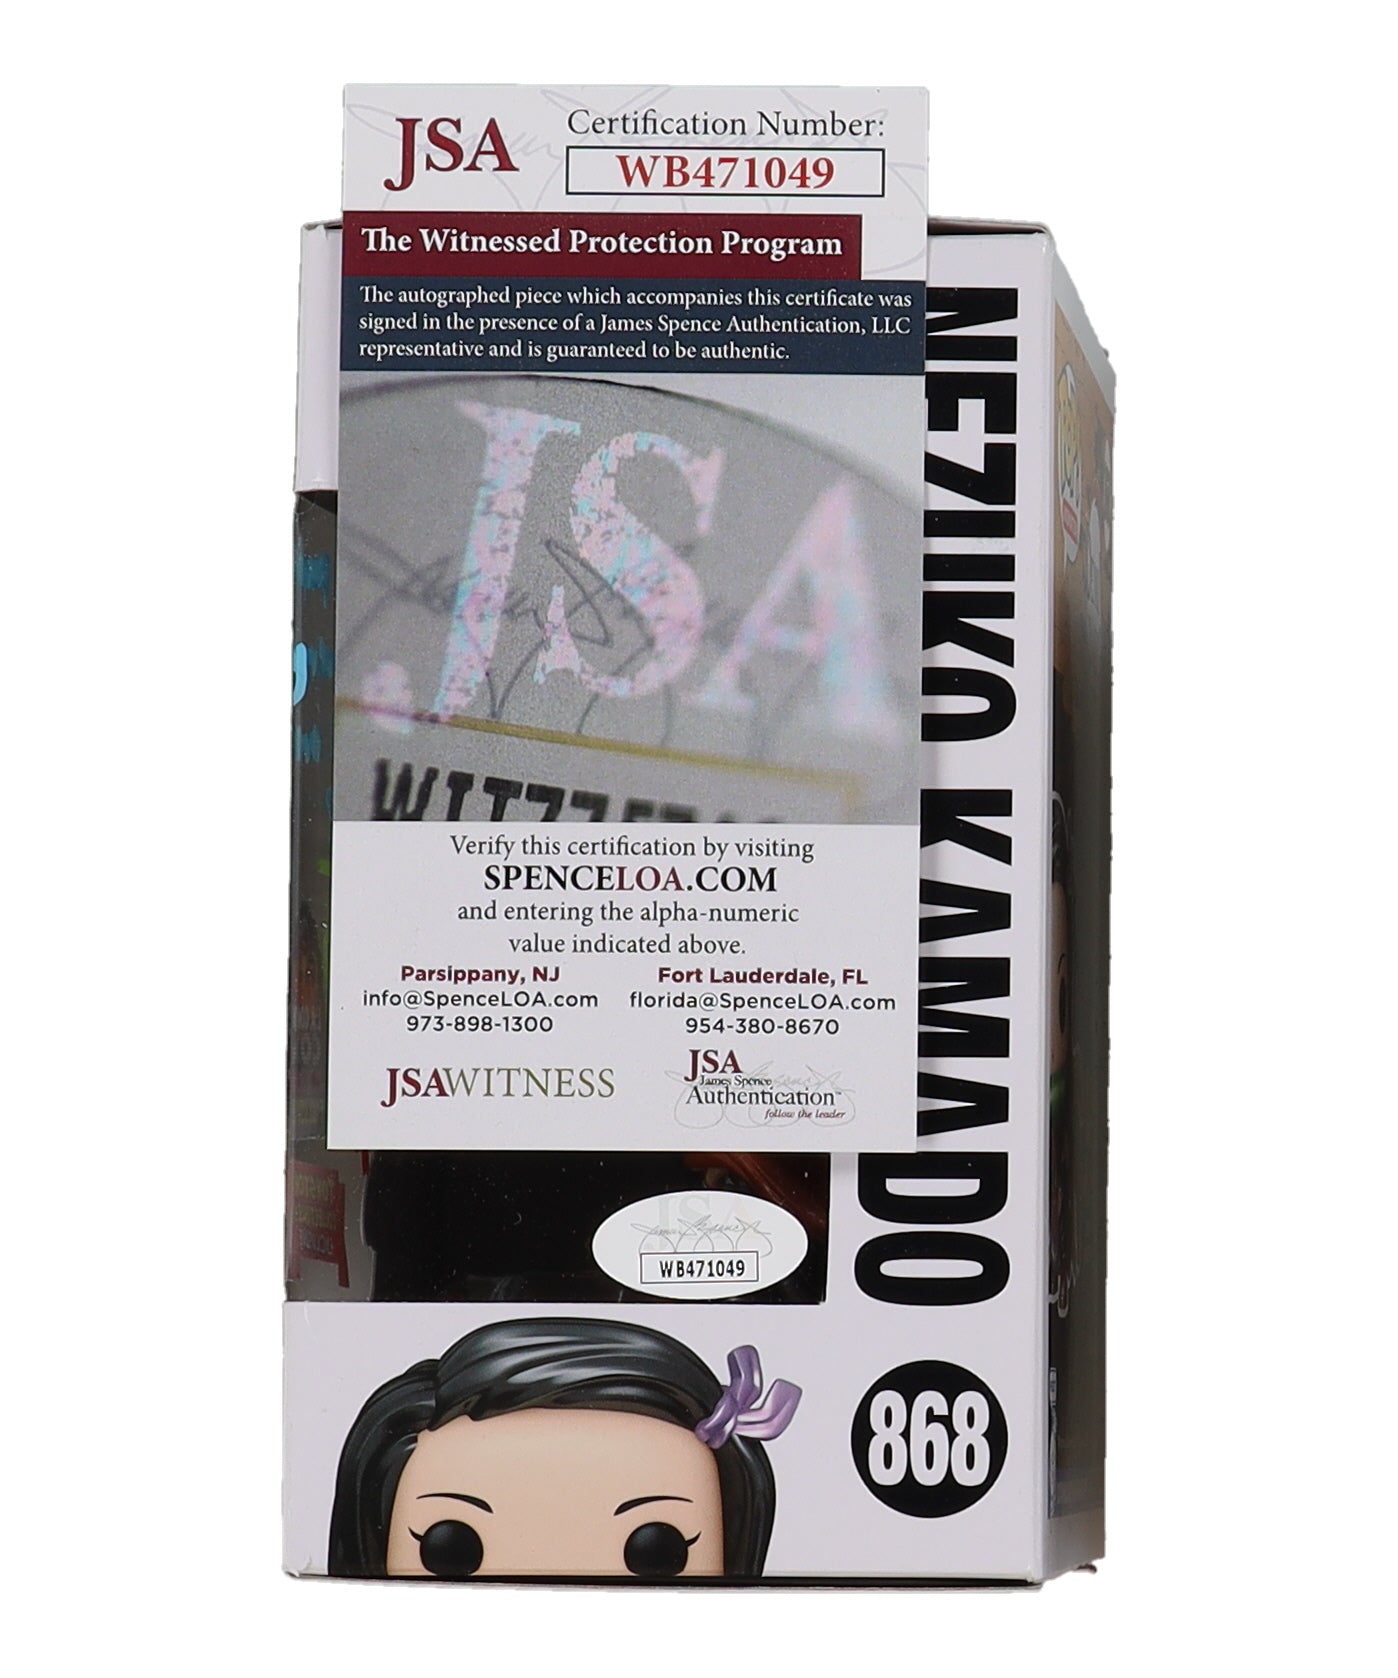 JSA
Certification Number:
WB471049
The Witnessed Protection Program
The autographed piece which accompanies this certificate was
signed in the presence of a James Spence Authentication, LLC
representative and is guaranteed to be authentic.
JSA
Verify this certification by visiting
SPENCELOA.COM
and entering the alpha-numeric
value indicated above.
Parsippany, NJ
info@SpenceLOA.com
973-898-1300
Fort Lauderdale, FL
florida@SpenceLOA.com
954-380-8670
JSAWITNESS
JSA
James Spence
Authentication™
follow the leader
NEZUKO KAMADO
868
JSA
WB471049